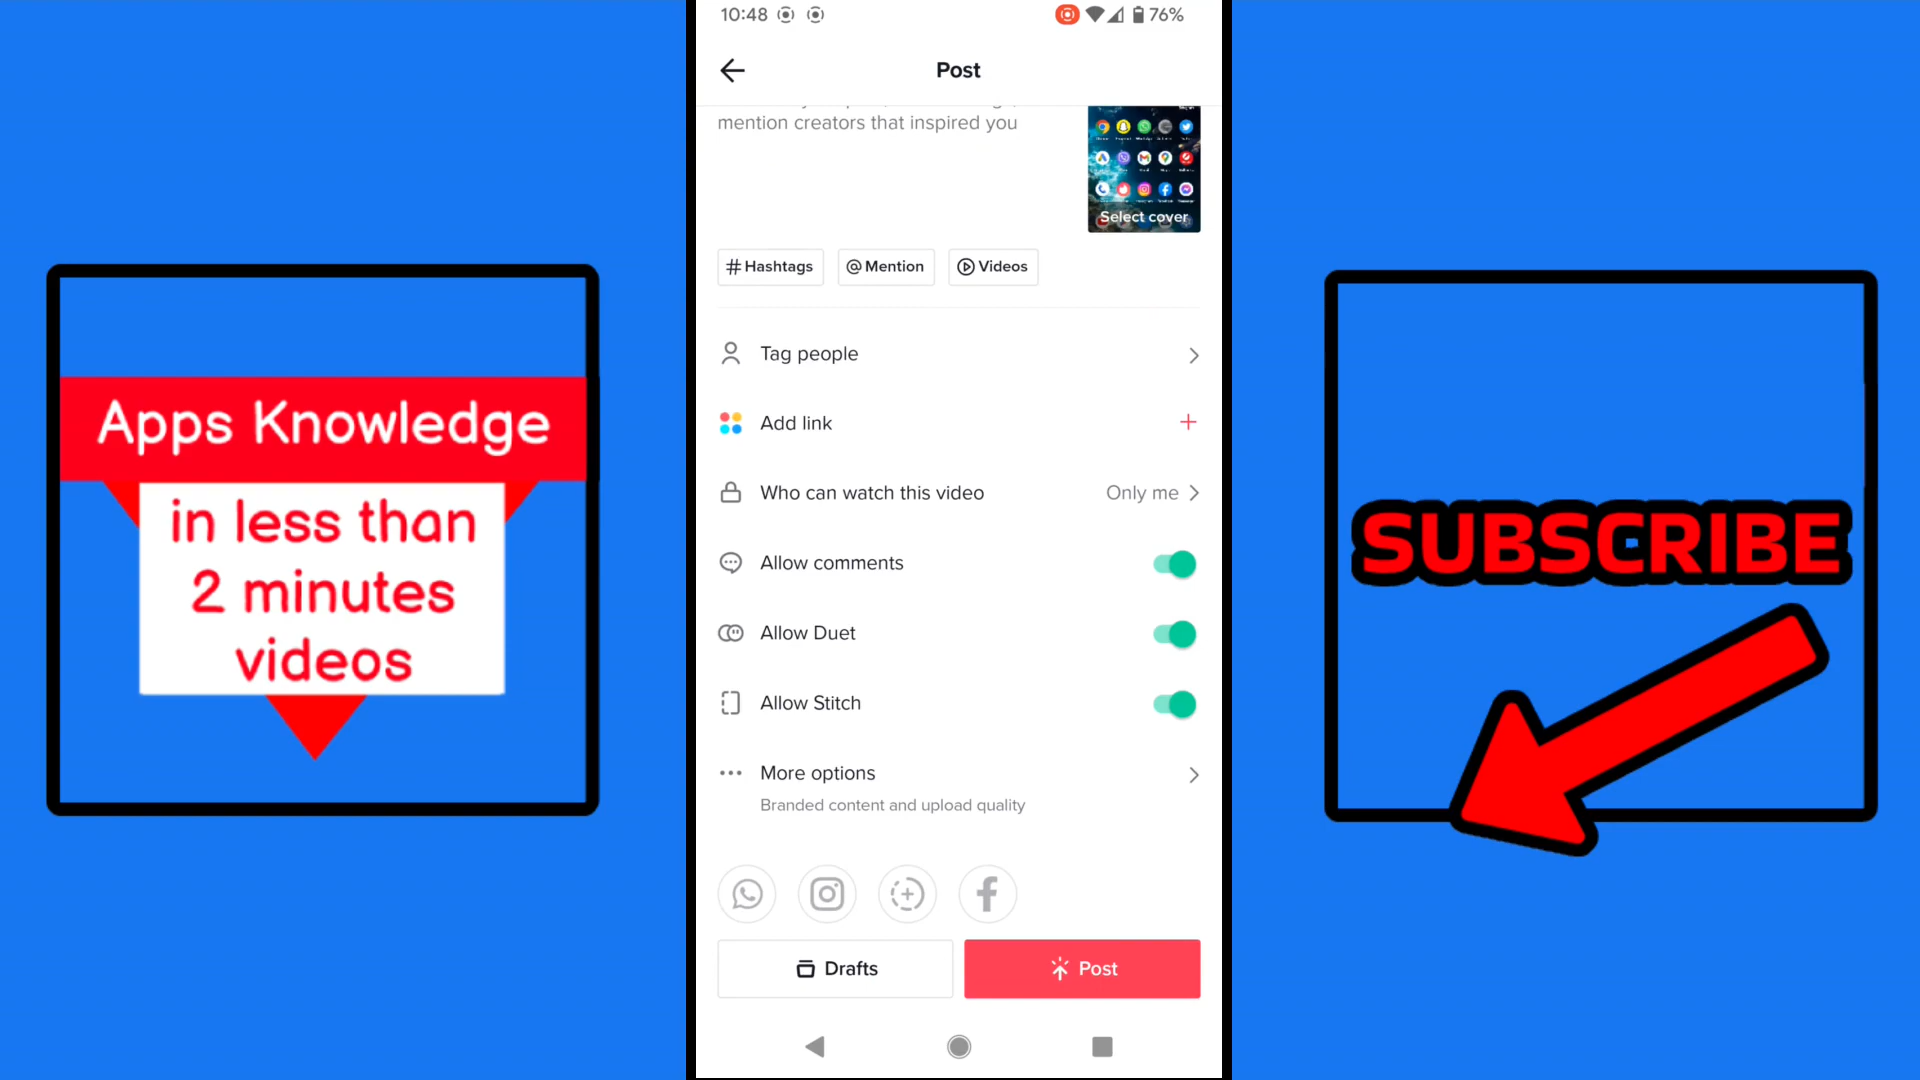 10:48
76%
Post
mention creators that inspired you
Select cover
Hashtags
@ Mention
Videos
Tag people
Add link
Who can watch this video
Only me
Allow comments
Allow Duet
Allow Stitch
More options
Branded content and upload quality
Drafts
Post
Apps Knowledge
in less than
2 minutes
videos
SUBSCRIBE